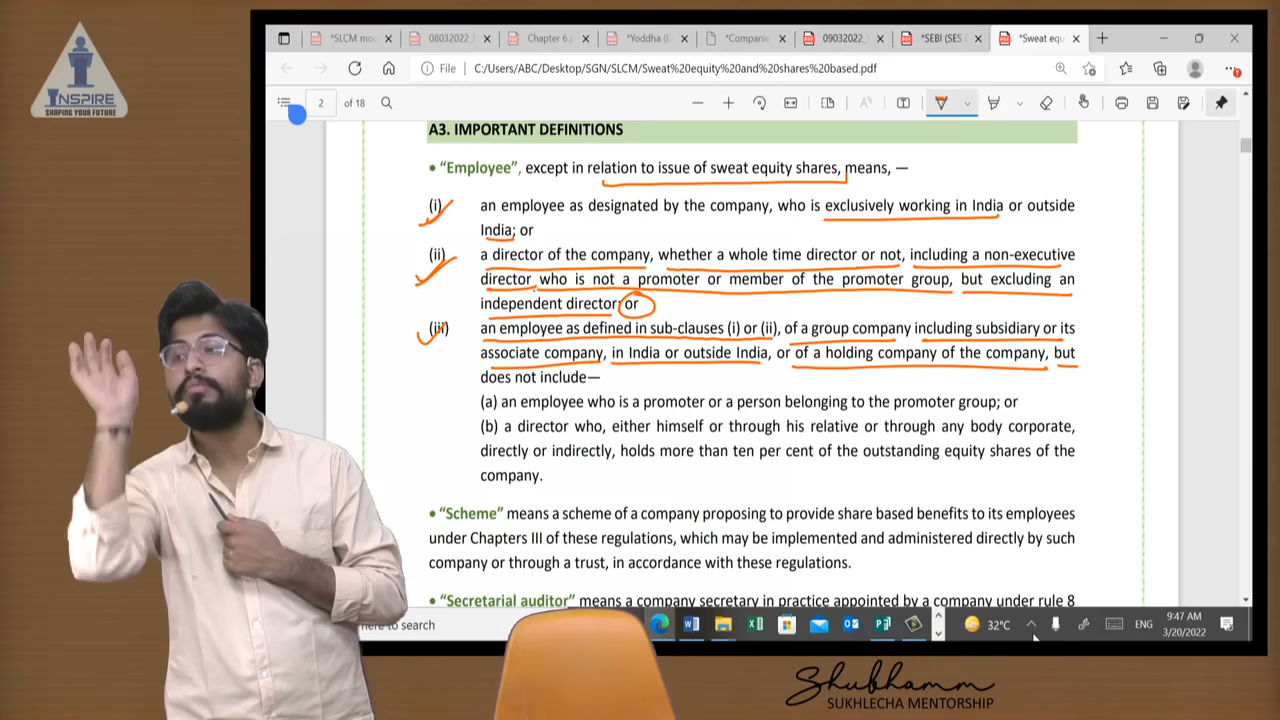 INSPIRE
SHAPING YOUR FUTURE
*SLCM mod
08032022_
Chapter 6.
*Yoddha (E
*Companie
09032022_
*SEBI (SES
*Sweat equ
File
C:/Users/ABC/Desktop/SGN/SLCM/Sweat%20equity%20and%20shares%20based.pdf
2 of 18
A3. IMPORTANT DEFINITIONS
• “Employee”, except in relation to issue of sweat equity shares, means, —
(i) an employee as designated by the company, who is exclusively working in India or outside
India; or
(ii) a director of the company, whether a whole time director or not, including a non-executive
director who is not a promoter or member of the promoter group, but excluding an
independent director; or
(iii) an employee as defined in sub-clauses (i) or (ii), of a group company including subsidiary or its
associate company, in India or outside India, or of a holding company of the company, but
does not include—
(a) an employee who is a promoter or a person belonging to the promoter group; or
(b) a director who, either himself or through his relative or through any body corporate,
directly or indirectly, holds more than ten per cent of the outstanding equity shares of the
company.
• “Scheme” means a scheme of a company proposing to provide share based benefits to its employees
under Chapters III of these regulations, which may be implemented and administered directly by such
company or through a trust, in accordance with these regulations.
• “Secretarial auditor” means a company secretary in practice appointed by a company under rule 8
here to search
32°C
ENG
9:47 AM
3/20/2022
Shubhamm
SUKHLECHA MENTORSHIP